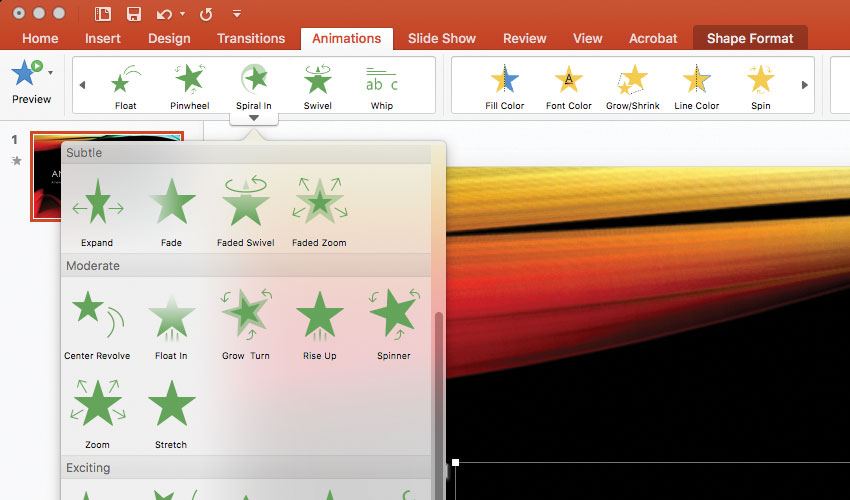 Home Insert Design Transitions Animations Slide Show Review View Acrobat Shape Format
Preview
Float Pinwheel Spiral In Swivel Whip
ab c
Fill Color Font Color Grow/Shrink Line Color Spin
A
1
Subtle
Expand Fade Faded Swivel Faded Zoom
Moderate
Center Revolve Float In Grow Turn Rise Up Spinner
Zoom Stretch
Exciting